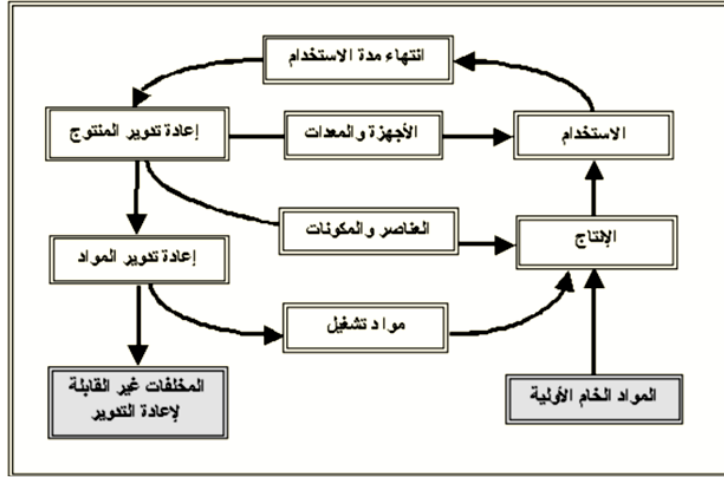 انتهاء مدة الاستخدام
الاستخدام
الأجهزة والمعدات
إعادة تدوير المنتوج
الإنتاج
العناصر والمكونات
إعادة تدوير المواد
مواد تشغيل
المواد الخام الأولية
المخلفات غير القابلة
لإعادة التدوير